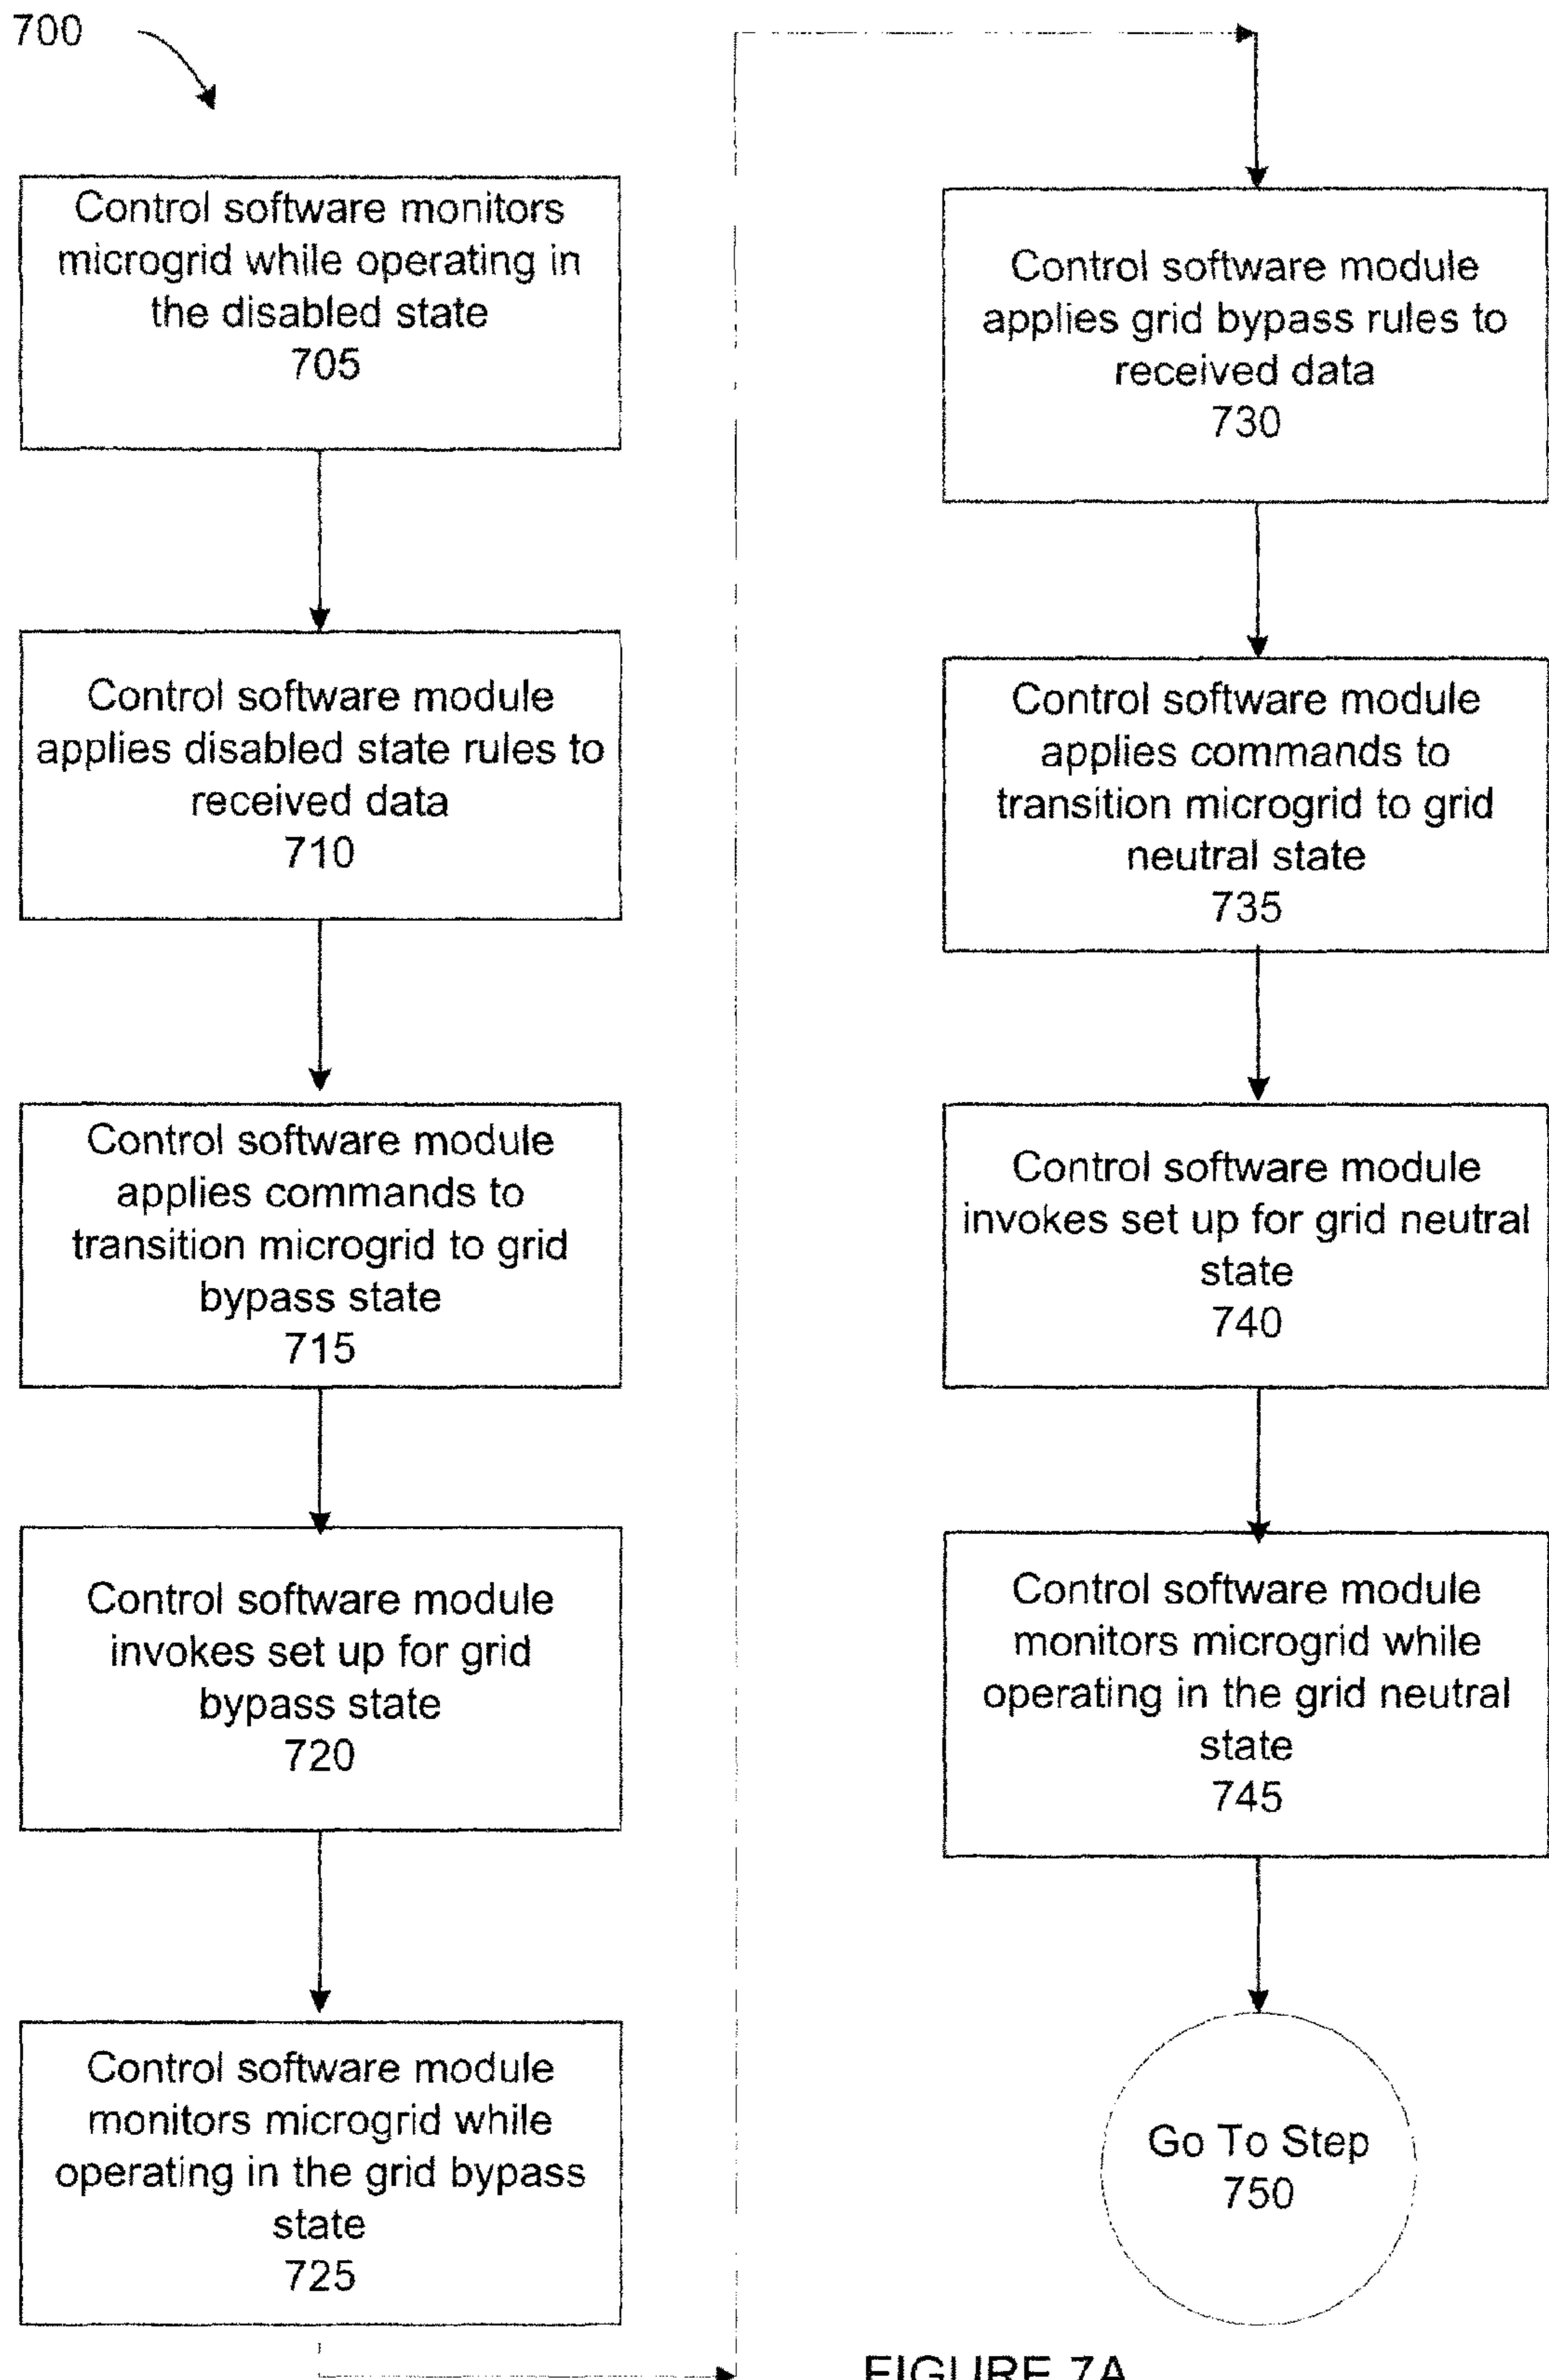 700
Control software monitors
microgrid while operating in
the disabled state
705
Control software module
applies disabled state rules to
received data
710
Control software module
applies commands to
transition microgrid to grid
bypass state
715
Control software module
invokes set up for grid
bypass state
720
Control software module
monitors microgrid while
operating in the grid bypass
state
725
Control software module
applies grid bypass rules to
received data
730
Control software module
applies commands to
transition microgrid to grid
neutral state
735
Control software module
invokes set up for grid neutral
state
740
Control software module
monitors microgrid while
operating in the grid neutral
state
745
Go To Step
750
FIGURE 7A